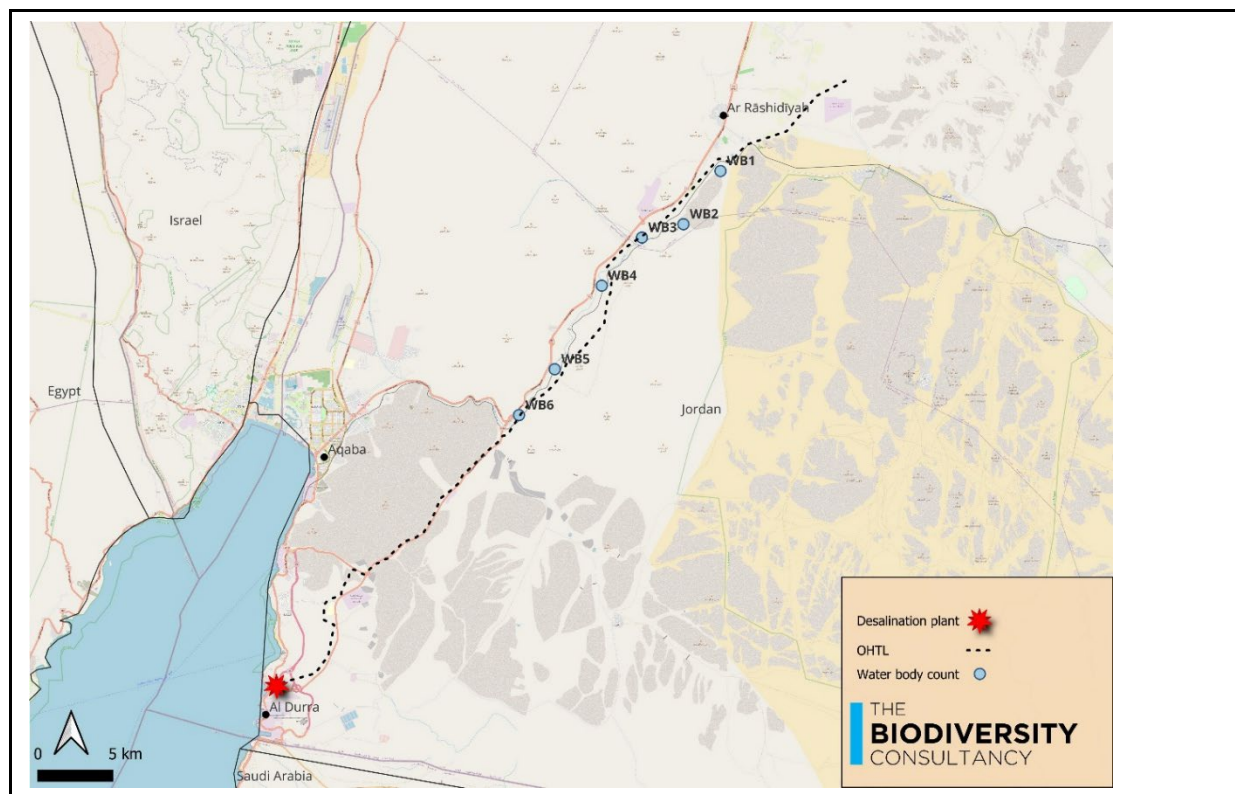 Ar Rāshidīyah
WB1
Israel
WB2
WB3
WB4
WB5
Egypt
Jordan
WB6
Aqaba
Desalination plant
OHTL
Water body count
Al Durra
THE
BIODIVERSITY
CONSULTANCY
0 5 km
Saudi Arabia